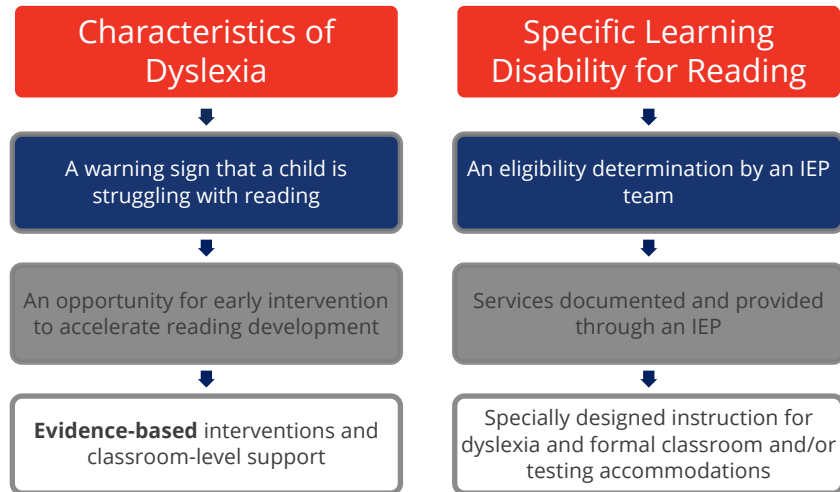 Characteristics of
Dyslexia
A warning sign that a child is
struggling with reading
An opportunity for early intervention
to accelerate reading development
Evidence-based interventions and
classroom-level support
Specific Learning
Disability for Reading
An eligibility determination by an IEP
team
Services documented and provided
through an IEP
Specially designed instruction for
dyslexia and formal classroom and/or
testing accommodations